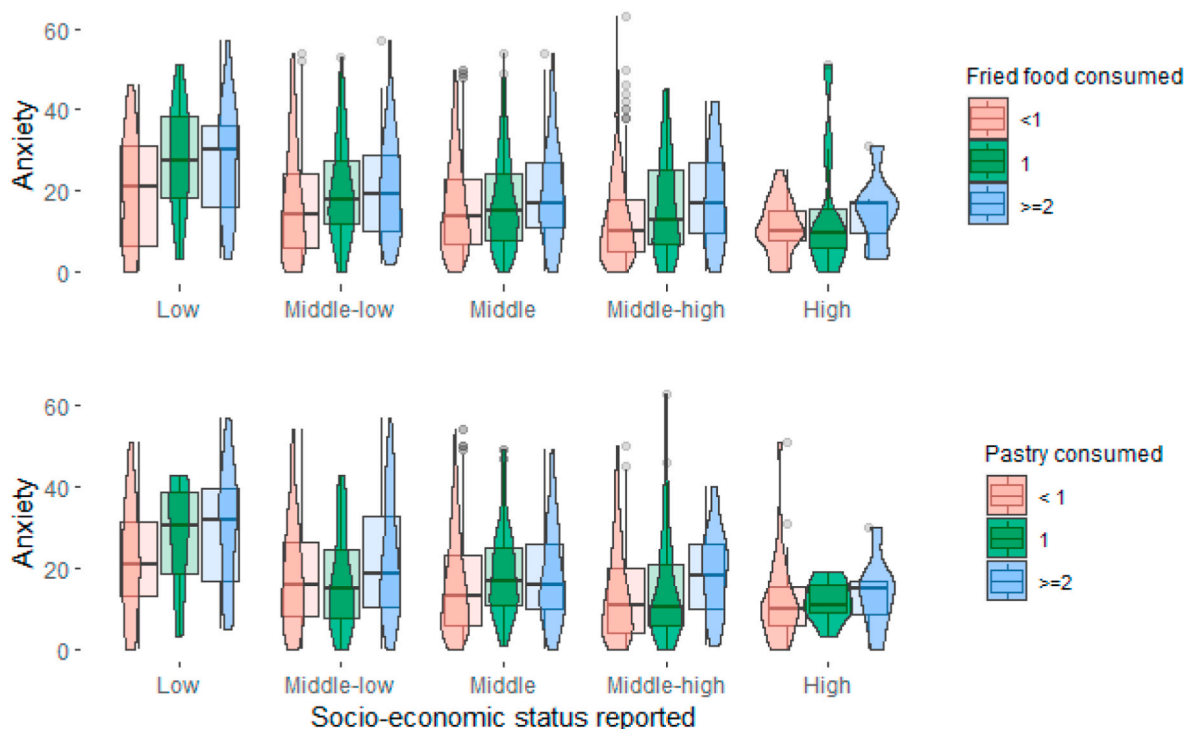 60
40
20
0
Anxiety
Low Middle-low Middle Middle-high High
Fried food consumed
<1
1
>=2
60
40
20
0
Anxiety
Low Middle-low Middle Middle-high High
Socio-economic status reported
Pastry consumed
< 1
1
>=2